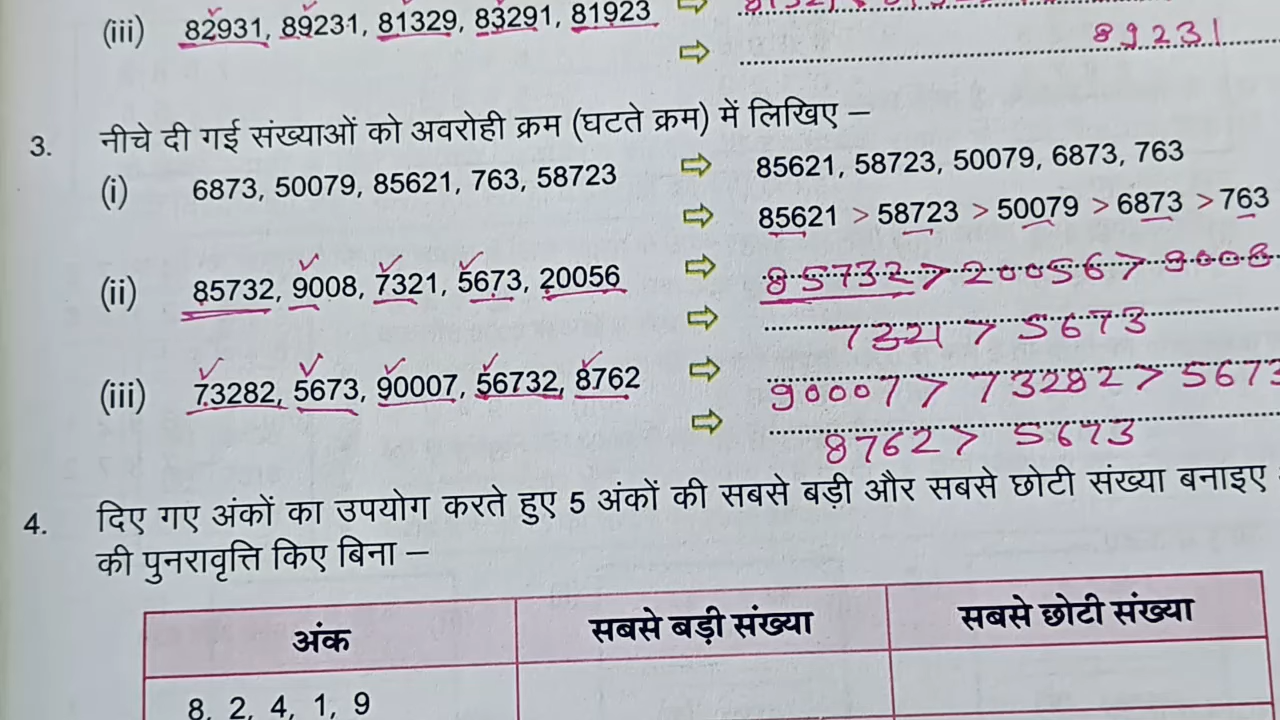 (iii) 82931, 89231, 81329, 83291, 81923 ⇨
⇨ 89231
3. नीचे दी गई संख्याओं को अवरोही क्रम (घटते क्रम) में लिखिए –
(i) 6873, 50079, 85621, 763, 58723 ⇨ 85621, 58723, 50079, 6873, 763
⇨ 85621 > 58723 > 50079 > 6873 > 763
(ii) 85732, 9008, 7321, 5673, 20056 ⇨ 85732 > 20056 > 9008
⇨ 7321 > 5673
(iii) 73282, 5673, 90007, 56732, 8762 ⇨ 90007 > 73282 > 5673
⇨ 8762 > 5673
4. दिए गए अंकों का उपयोग करते हुए 5 अंकों की सबसे बड़ी और सबसे छोटी संख्या बनाइए
की पुनरावृत्ति किए बिना –
अंक सबसे बड़ी संख्या सबसे छोटी संख्या
8, 2, 4, 1, 9